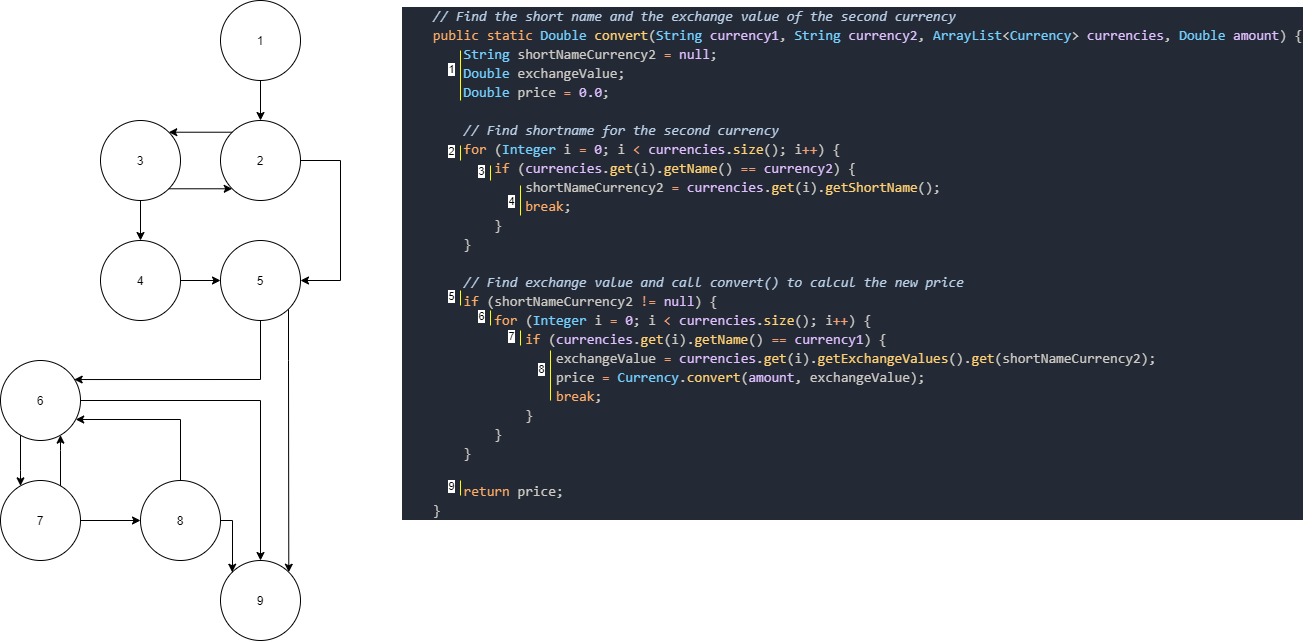 1
3
2
4
5
6
7
8
9
// Find the short name and the exchange value of the second currency
public static Double convert(String currency1, String currency2, ArrayList<Currency> currencies, Double amount) {
String shortNameCurrency2 = null;
1 Double exchangeValue;
Double price = 0.0;
// Find shortname for the second currency
2 for (Integer i = 0; i < currencies.size(); i++) {
3 if (currencies.get(i).getName() == currency2) {
shortNameCurrency2 = currencies.get(i).getShortName();
4 break;
}
}
// Find exchange value and call convert() to calcul the new price
5 if (shortNameCurrency2 != null) {
6 for (Integer i = 0; i < currencies.size(); i++) {
7 if (currencies.get(i).getName() == currency1) {
exchangeValue = currencies.get(i).getExchangeValues().get(shortNameCurrency2);
8 price = Currency.convert(amount, exchangeValue);
break;
}
}
}
9 return price;
}